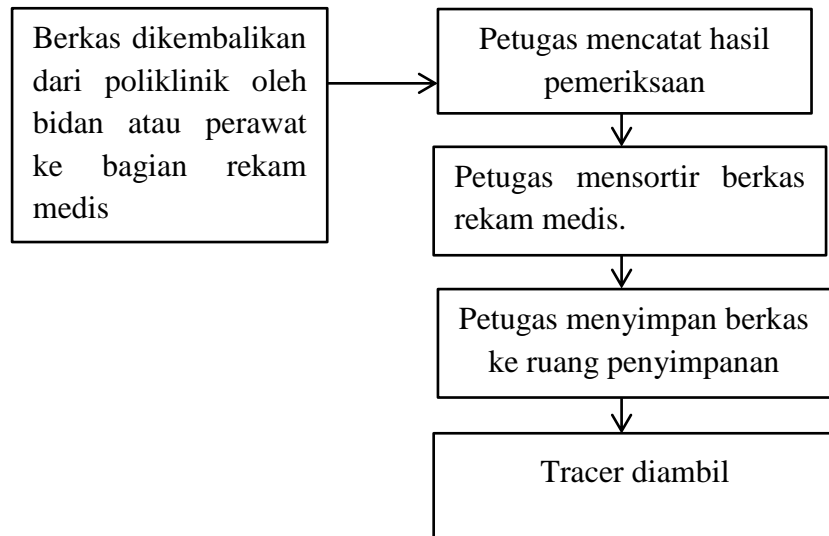 Berkas dikembalikan
dari poliklinik oleh
bidan atau perawat
ke bagian rekam
medis
Petugas mencatat hasil
pemeriksaan
Petugas mensortir berkas
rekam medis.
Petugas menyimpan berkas
ke ruang penyimpanan
Tracer diambil